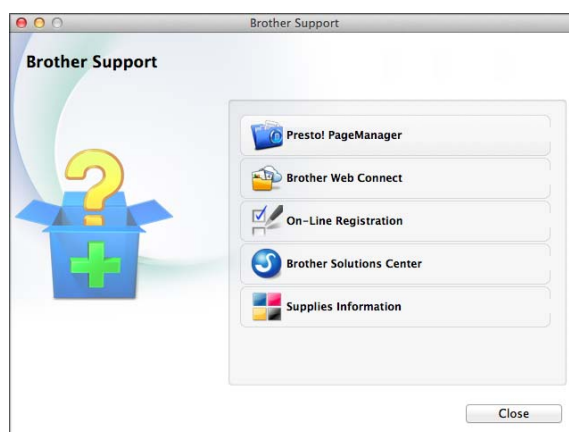 Brother Support
Brother Support
Presto! PageManager
Brother Web Connect
On-Line Registration
Brother Solutions Center
Supplies Information
Close